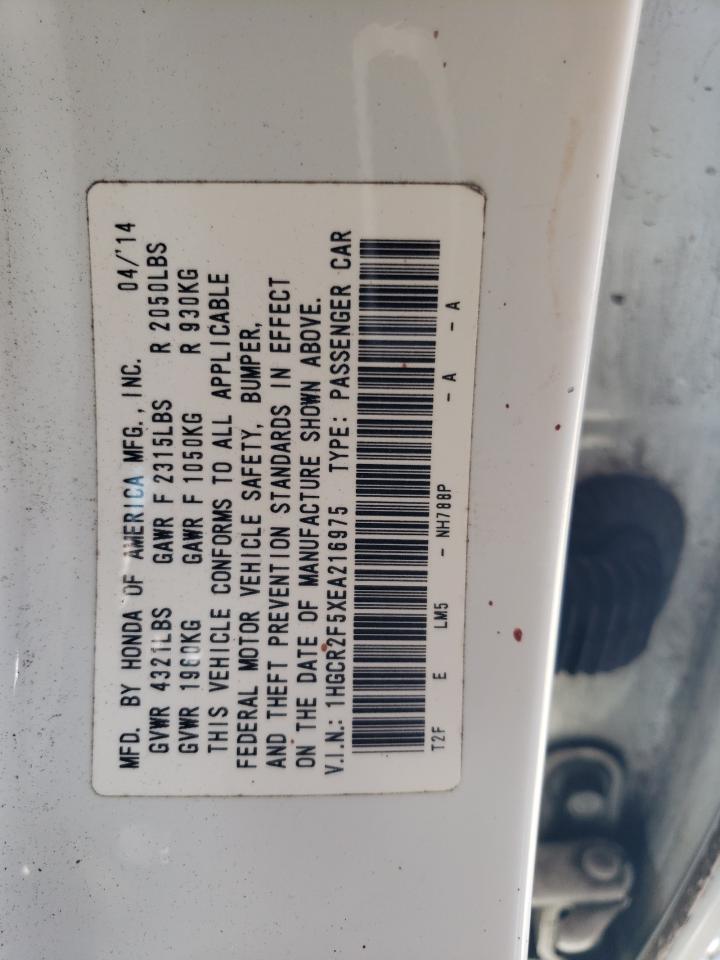 MFD. BY HONDA OF AMERICA MFG., INC. 04/'14
GVWR 4321LBS GAWR F 2315LBS R 2050LBS
GVWR 1960KG GAWR F 1050KG R 930KG
THIS VEHICLE CONFORMS TO ALL APPLICABLE
FEDERAL MOTOR VEHICLE SAFETY, BUMPER,
AND THEFT PREVENTION STANDARDS IN EFFECT
ON THE DATE OF MANUFACTURE SHOWN ABOVE.
V.I.N.: 1HGCR2F5XEA216975 TYPE: PASSENGER CAR
T2F E LM5 - NH788P - A - A